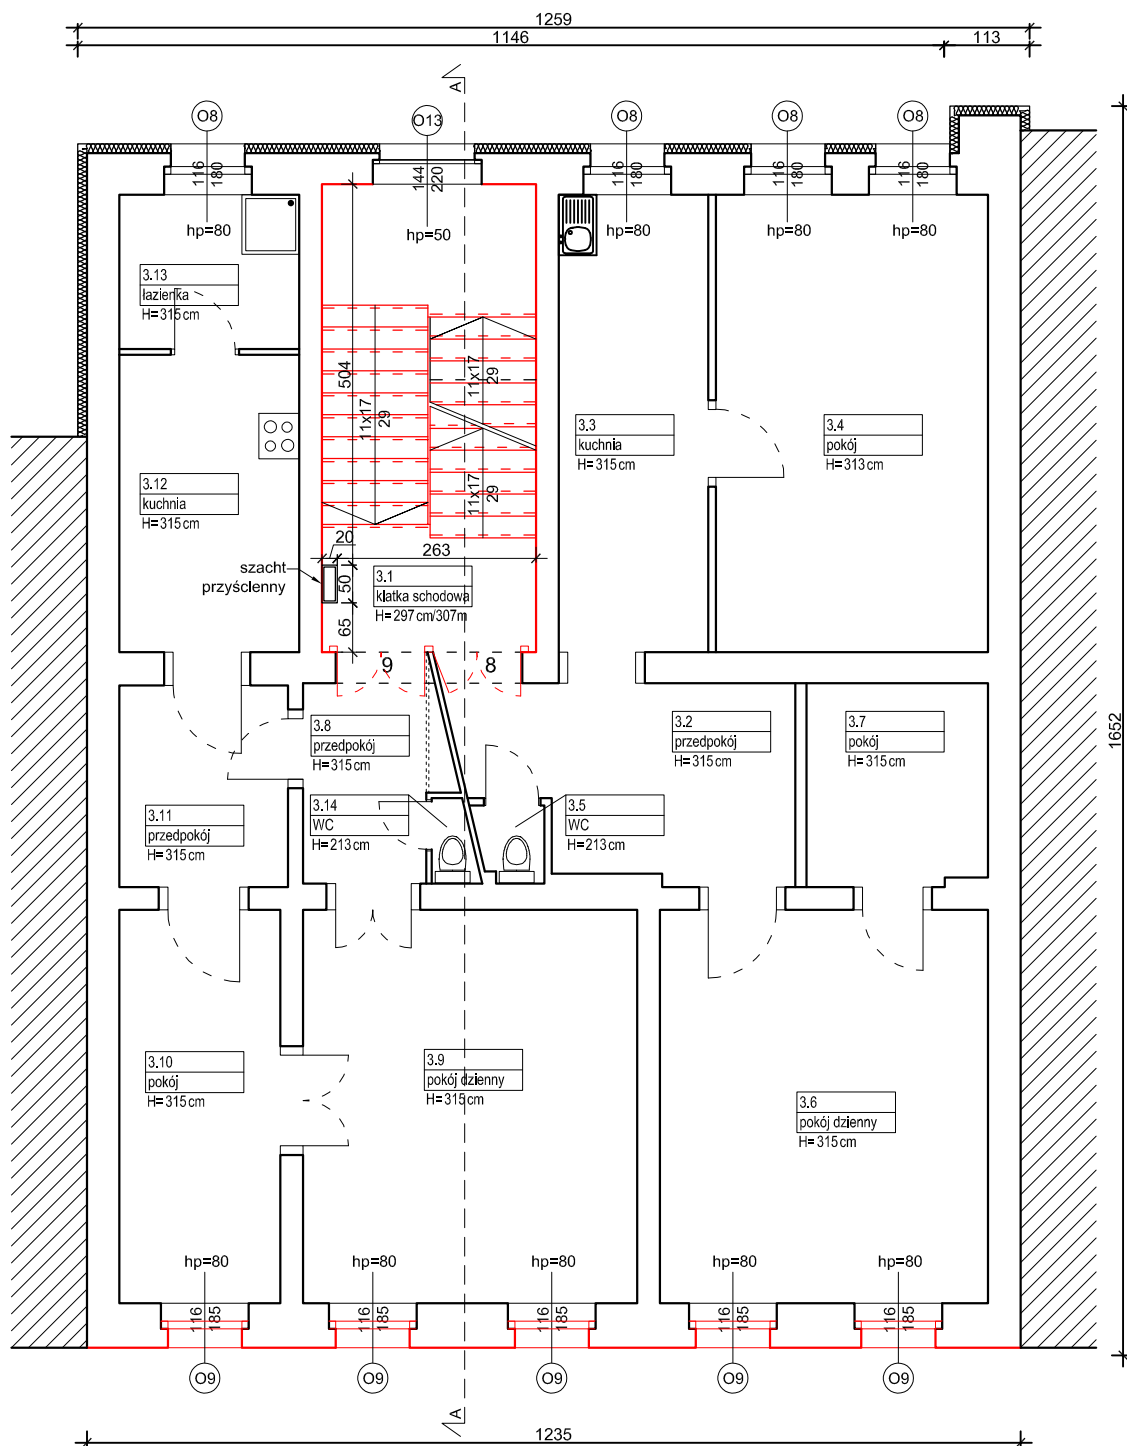 1259
1146 113
A
O8 O13 O8 O8 O8
116 180
144 220
116 180
116 180
116 180
hp=80 hp=50 hp=80 hp=80 hp=80
3.13
łazienka
H=315cm
504
11x17
29
11x17
29
11x17
29
3.3
kuchnia
H=315cm
3.4
pokój
H=313cm
3.12
kuchnia
H=315cm
20
263
szacht
przyścienny
50
65
3.1
klatka schodowa
H=297cm/307m
9 8
3.8
przedpokój
H=315cm
3.2
przedpokój
H=315cm
3.7
pokój
H=315cm
1652
3.11
przedpokój
H=315cm
3.14
WC
H=213cm
3.5
WC
H=213cm
3.10
pokój
H=315cm
3.9
pokój dzienny
H=315cm
3.6
pokój dzienny
H=315cm
hp=80 hp=80 hp=80 hp=80 hp=80
116 185
116 185
116 185
116 185
116 185
O9 O9 O9 O9 O9
A
1235